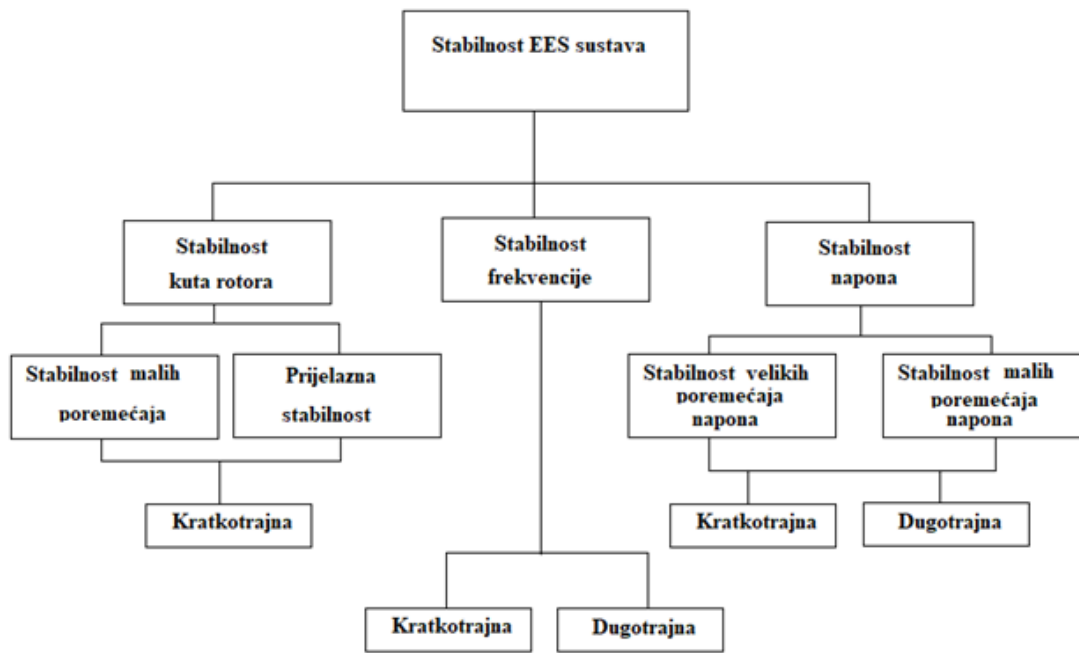 Stabilnost EES sustava
Stabilnost
kuta rotora
Stabilnost
frekvencije
Stabilnost
napona
Stabilnost malih
poremećaja
Prijelazna
stabilnost
Stabilnost velikih
poremećaja
napona
Stabilnost malih
poremećaja
napona
Kratkotrajna
Kratkotrajna
Dugotrajna
Kratkotrajna
Dugotrajna